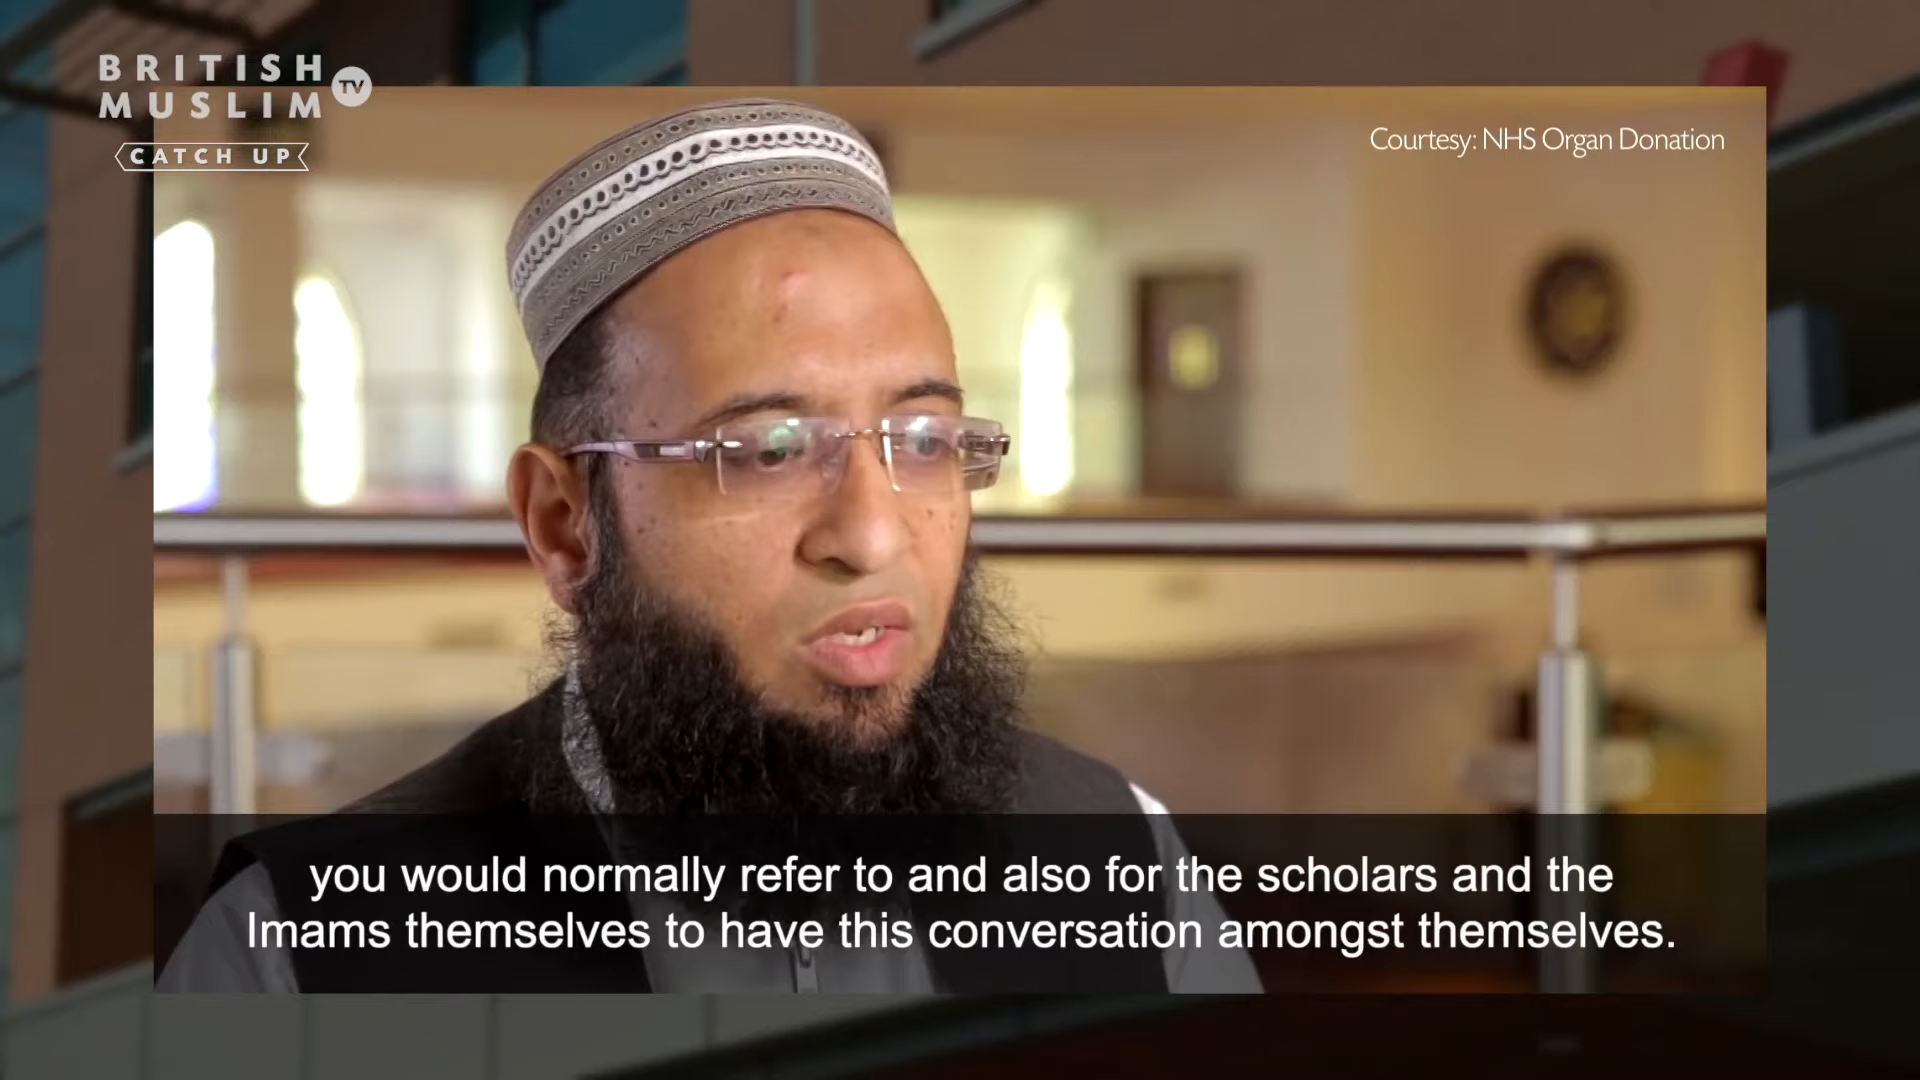 BRITISH
MUSLIM TV
CATCH UP
Courtesy: NHS Organ Donation
you would normally refer to and also for the scholars and the
Imams themselves to have this conversation amongst themselves.